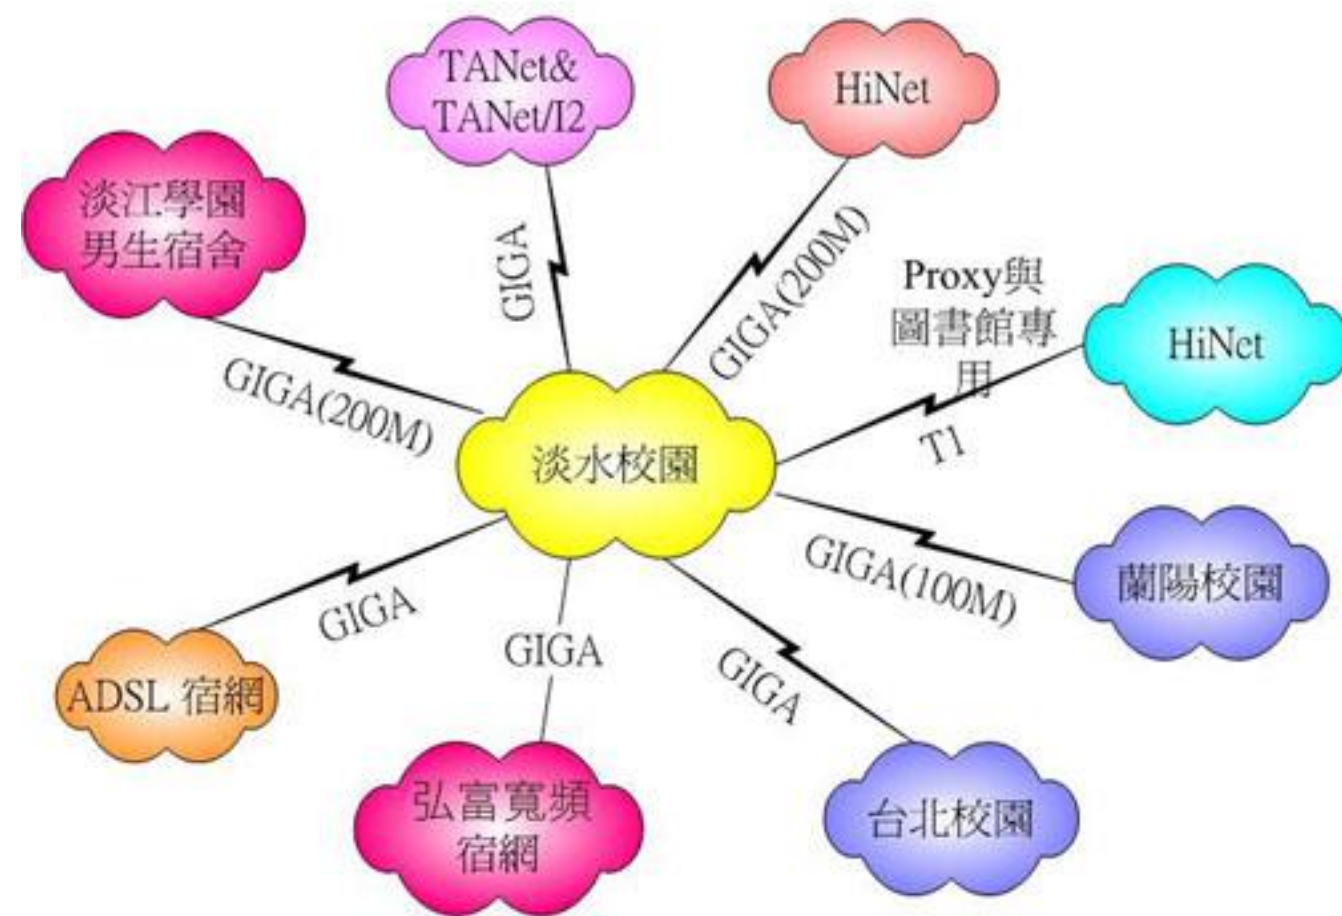 TANet&
TANet/I2
HiNet
淡江學園
男生宿舍
GIGA
GIGA(200M)
Proxy與
圖書館專
用
HiNet
GIGA(200M)
T1
淡水校園
GIGA(100M)
蘭陽校園
GIGA
GIGA
GIGA
ADSL 宿網
弘富寬頻
宿網
台北校園